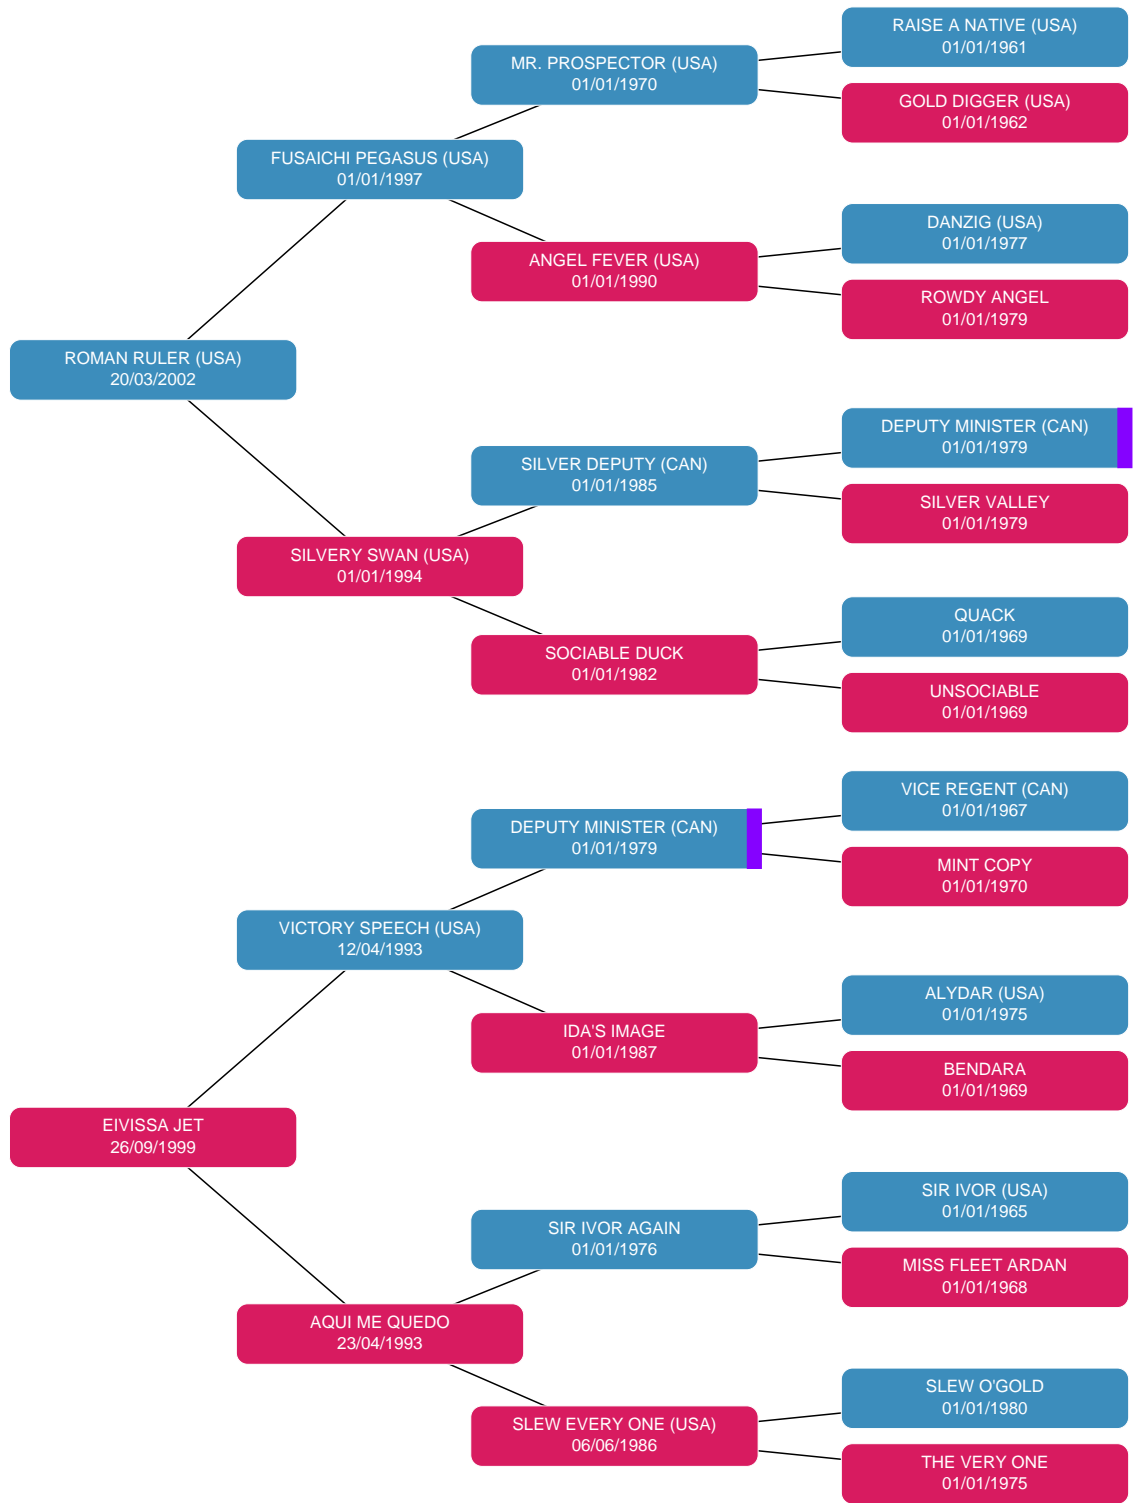 RAISE A NATIVE (USA)
01/01/1961
MR. PROSPECTOR (USA)
01/01/1970
GOLD DIGGER (USA)
01/01/1962
FUSAICHI PEGASUS (USA)
01/01/1997
DANZIG (USA)
01/01/1977
ANGEL FEVER (USA)
01/01/1990
ROWDY ANGEL
01/01/1979
ROMAN RULER (USA)
20/03/2002
DEPUTY MINISTER (CAN)
01/01/1979
SILVER DEPUTY (CAN)
01/01/1985
SILVER VALLEY
01/01/1979
SILVERY SWAN (USA)
01/01/1994
QUACK
01/01/1969
SOCIABLE DUCK
01/01/1982
UNSOCIABLE
01/01/1969
VICE REGENT (CAN)
01/01/1967
DEPUTY MINISTER (CAN)
01/01/1979
MINT COPY
01/01/1970
VICTORY SPEECH (USA)
12/04/1993
ALYDAR (USA)
01/01/1975
IDA'S IMAGE
01/01/1987
BENDARA
01/01/1969
EIVISSA JET
26/09/1999
SIR IVOR (USA)
01/01/1965
SIR IVOR AGAIN
01/01/1976
MISS FLEET ARDAN
01/01/1968
AQUI ME QUEDO
23/04/1993
SLEW O'GOLD
01/01/1980
SLEW EVERY ONE (USA)
06/06/1986
THE VERY ONE
01/01/1975